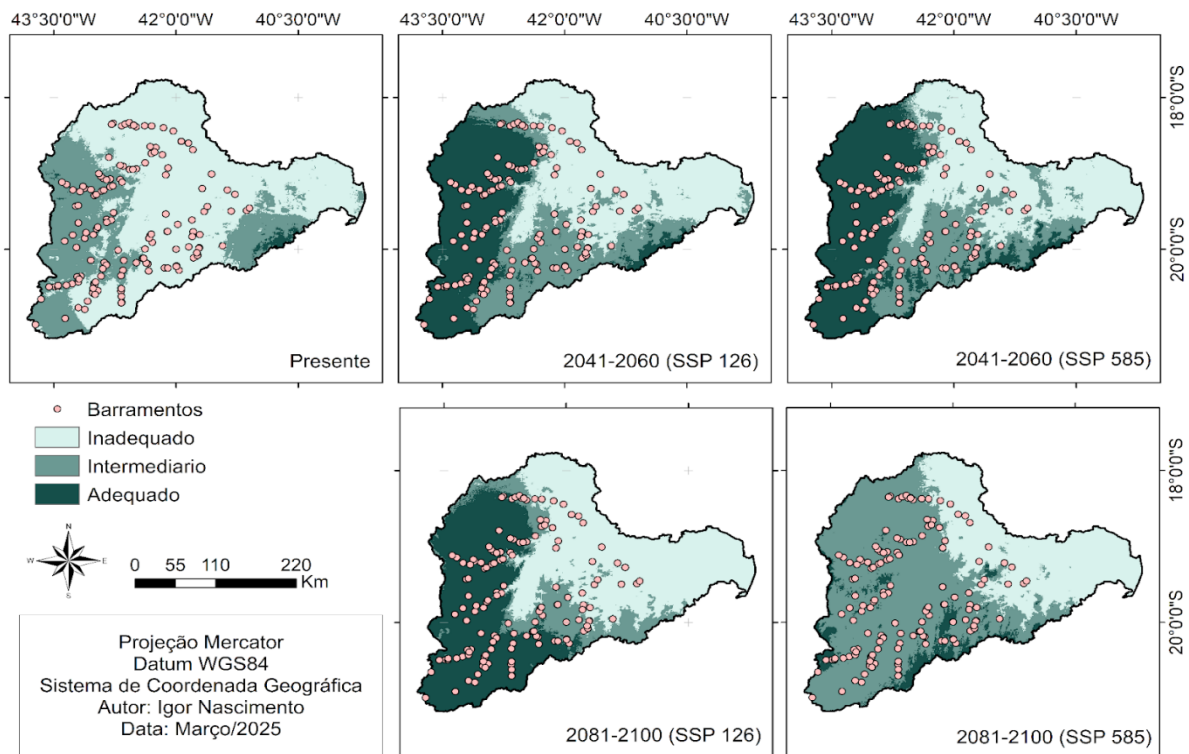 43°30'0"W 42°00'0"W 40°30'0"W 43°30'0"W 42°00'0"W 40°30'0"W 43°30'0"W 42°00'0"W 40°30'0"W
18°0'0"S
20°0'0"S
Presente
2041-2060 (SSP 126)
2041-2060 (SSP 585)
Barramentos
Inadequado
Intermediario
Adequado
N
W E
S
0 55 110 220
Km
18°0'0"S
20°0'0"S
Projeção Mercator
Datum WGS84
Sistema de Coordenada Geográfica
Autor: Igor Nascimento
Data: Março/2025
2081-2100 (SSP 126)
2081-2100 (SSP 585)